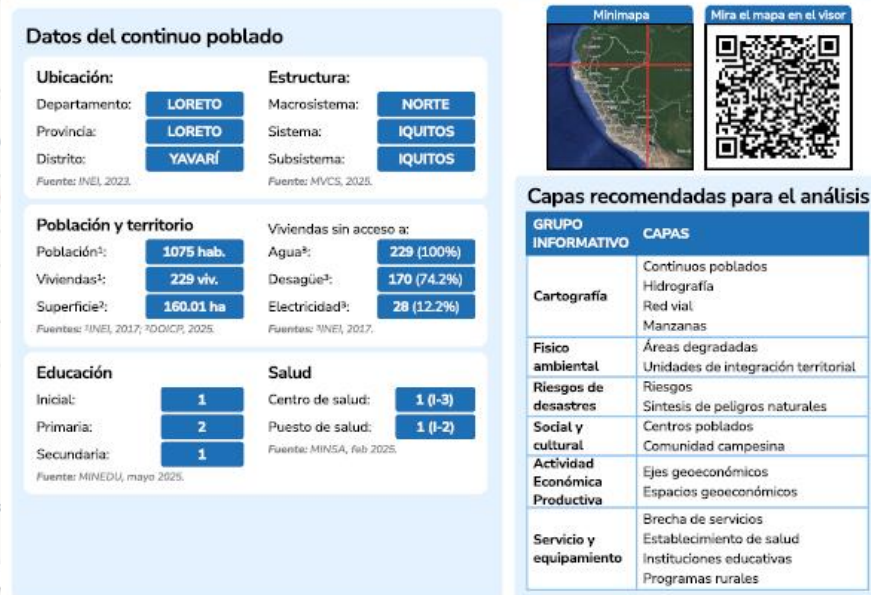 Datos del continuo poblado
Ubicación:
Departamento: LORETO
Provincia: LORETO
Distrito: YAVARÍ
Fuente: INEI, 2023.
Estructura:
Macrosistema: NORTE
Sistema: IQUITOS
Subsistema: IQUITOS
Fuente: MVCS, 2025.
Población y territorio
Población¹: 1075 hab.
Viviendas¹: 229 viv.
Superficie²: 160.01 ha
Fuentes: ¹INEI, 2017; ²DOICP, 2025.
Viviendas sin acceso a:
Agua³: 229 (100%)
Desagüe³: 170 (74.2%)
Electricidad³: 28 (12.2%)
Fuentes: ³INEI, 2017.
Educación
Inicial: 1
Primaria: 2
Secundaria: 1
Fuente: MINEDU, mayo 2025.
Salud
Centro de salud: 1 (I-3)
Puesto de salud: 1 (I-2)
Fuente: MINSA, feb 2025.
Minimapa
Mira el mapa en el visor
Capas recomendadas para el análisis
GRUPO INFORMATIVO CAPAS
Cartografía
Continuos poblados
Hidrografía
Red vial
Manzanas
Físico ambiental
Áreas degradadas
Unidades de integración territorial
Riesgos de desastres
Riesgos
Sintesis de peligros naturales
Social y cultural
Centros poblados
Comunidad campesina
Actividad Económica Productiva
Ejes geoeconómicos
Espacios geoeconómicos
Servicio y equipamiento
Brecha de servicios
Establecimiento de salud
Instituciones educativas
Programas rurales